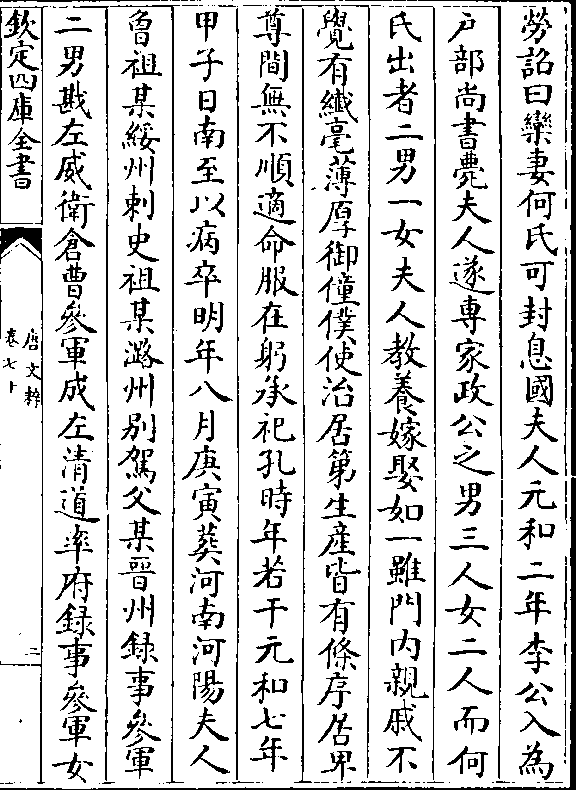 勞詔曰欒妻何氏可封息國夫人元和二年李公入為
户部尚書薨夫人遂專家政公之男三人女二人而何
氏出者二男一女夫人教養嫁娶如一雖門内親戚不
覺有纎毫薄厚御僮僕使治居第生産皆有條序居卑
尊間無不順適命服在躬承祀孔時年若干元和七年
甲子日南至以病卒明年八月庚寅葬河南河陽夫人
曾祖某綏州刺史祖某潞州别駕父某晉州録事參軍
二男戡左威衛倉曹參軍成左清道率府録事參軍女
欽定四庫全書
唐文粹
卷七十
二